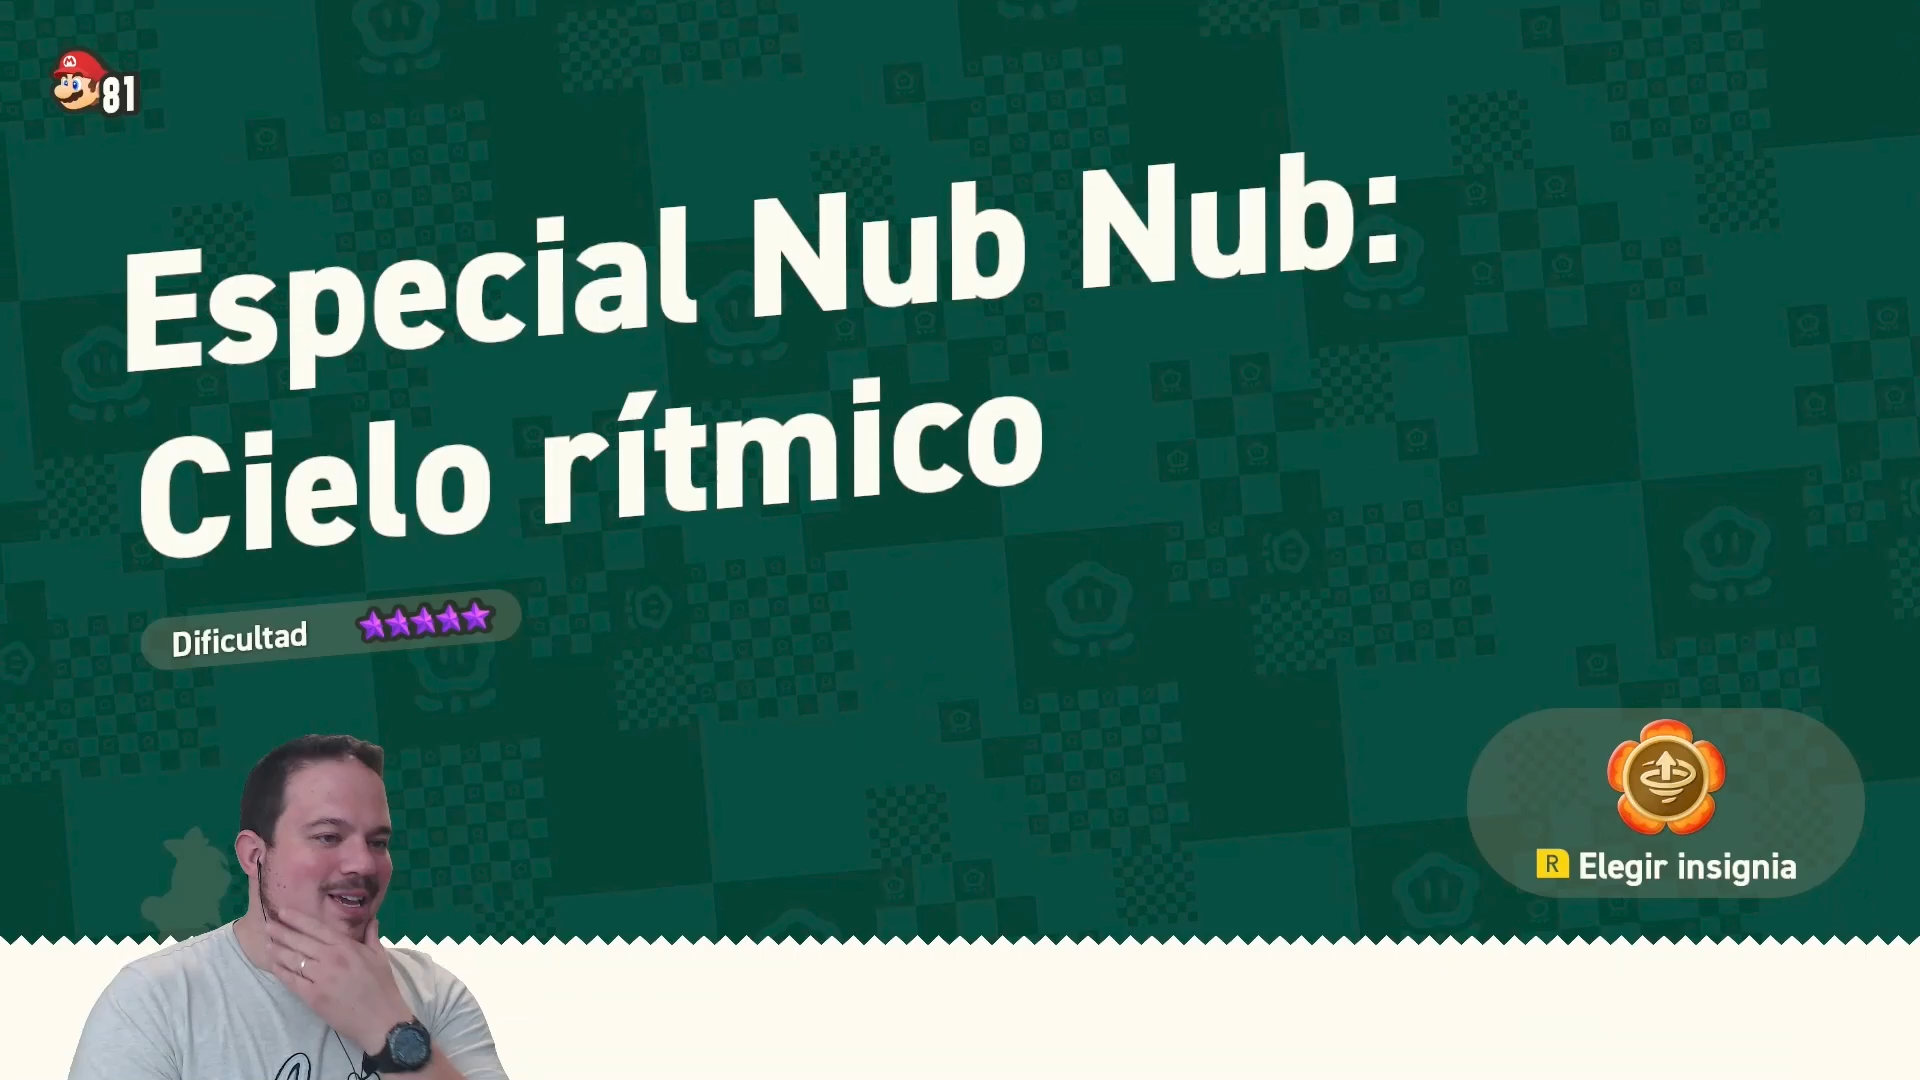 81
Especial Nub Nub:
Cielo rítmico
Dificultad
R Elegir insignia